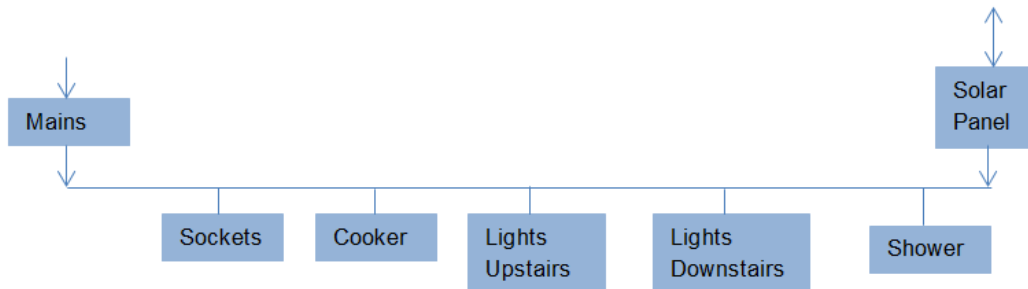 Mains
Solar
Panel
Sockets
Cooker
Lights
Upstairs
Lights
Downstairs
Shower